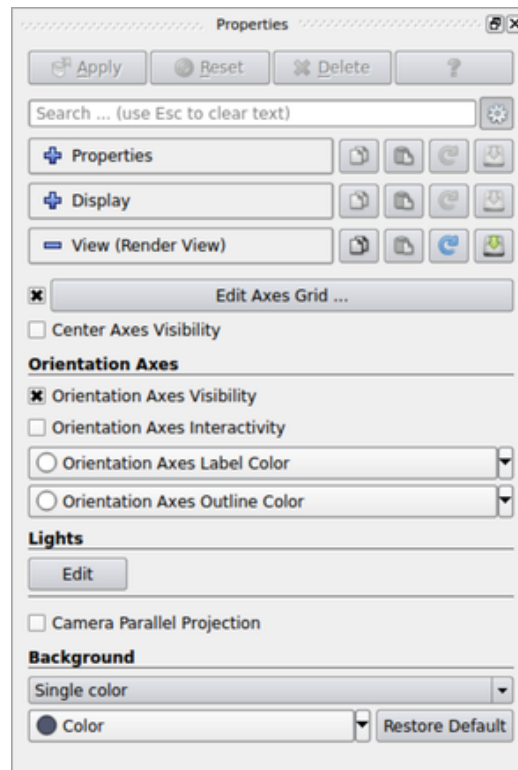 Properties
Apply Reset Delete ?
Search ... (use Esc to clear text)
Properties
Display
View (Render View)
Edit Axes Grid ...
Center Axes Visibility
Orientation Axes
Orientation Axes Visibility
Orientation Axes Interactivity
Orientation Axes Label Color
Orientation Axes Outline Color
Lights
Edit
Camera Parallel Projection
Background
Single color
Color Restore Default